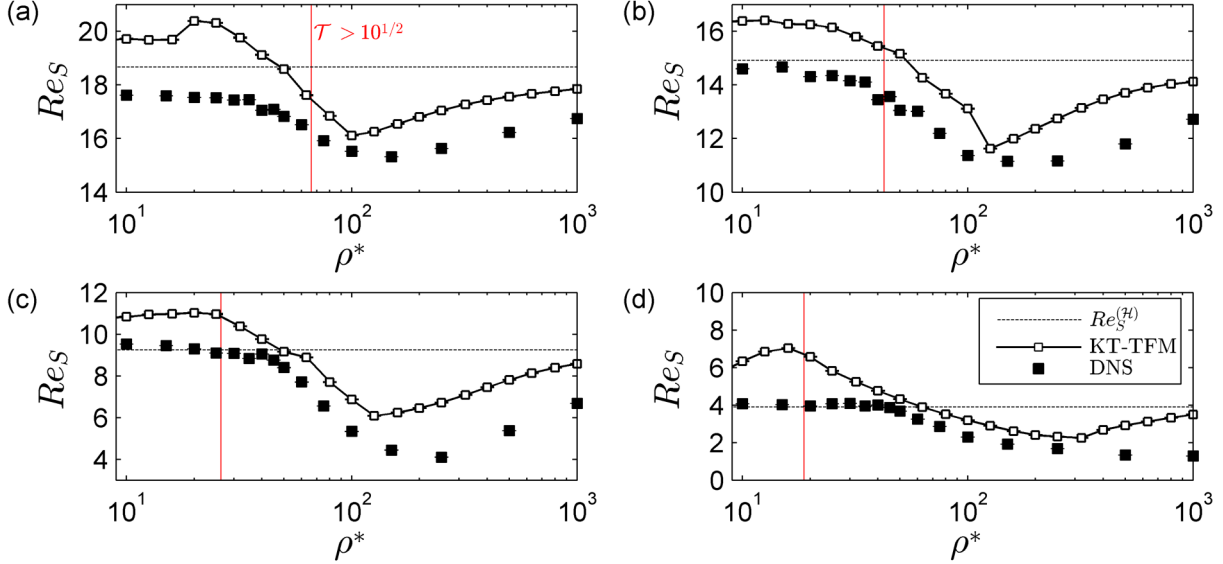 (a)
20
18
16
14
Re_S
𝒯 > 10^{1/2}
10^1
10^2
10^3
ρ*
(b)
16
14
12
10
Re_S
10^1
10^2
10^3
ρ*
(c)
12
10
8
6
4
Re_S
10^1
10^2
10^3
ρ*
(d)
10
8
6
4
2
0
Re_S
Re_S^{(ℋ)}
KT-TFM
DNS
10^1
10^2
10^3
ρ*